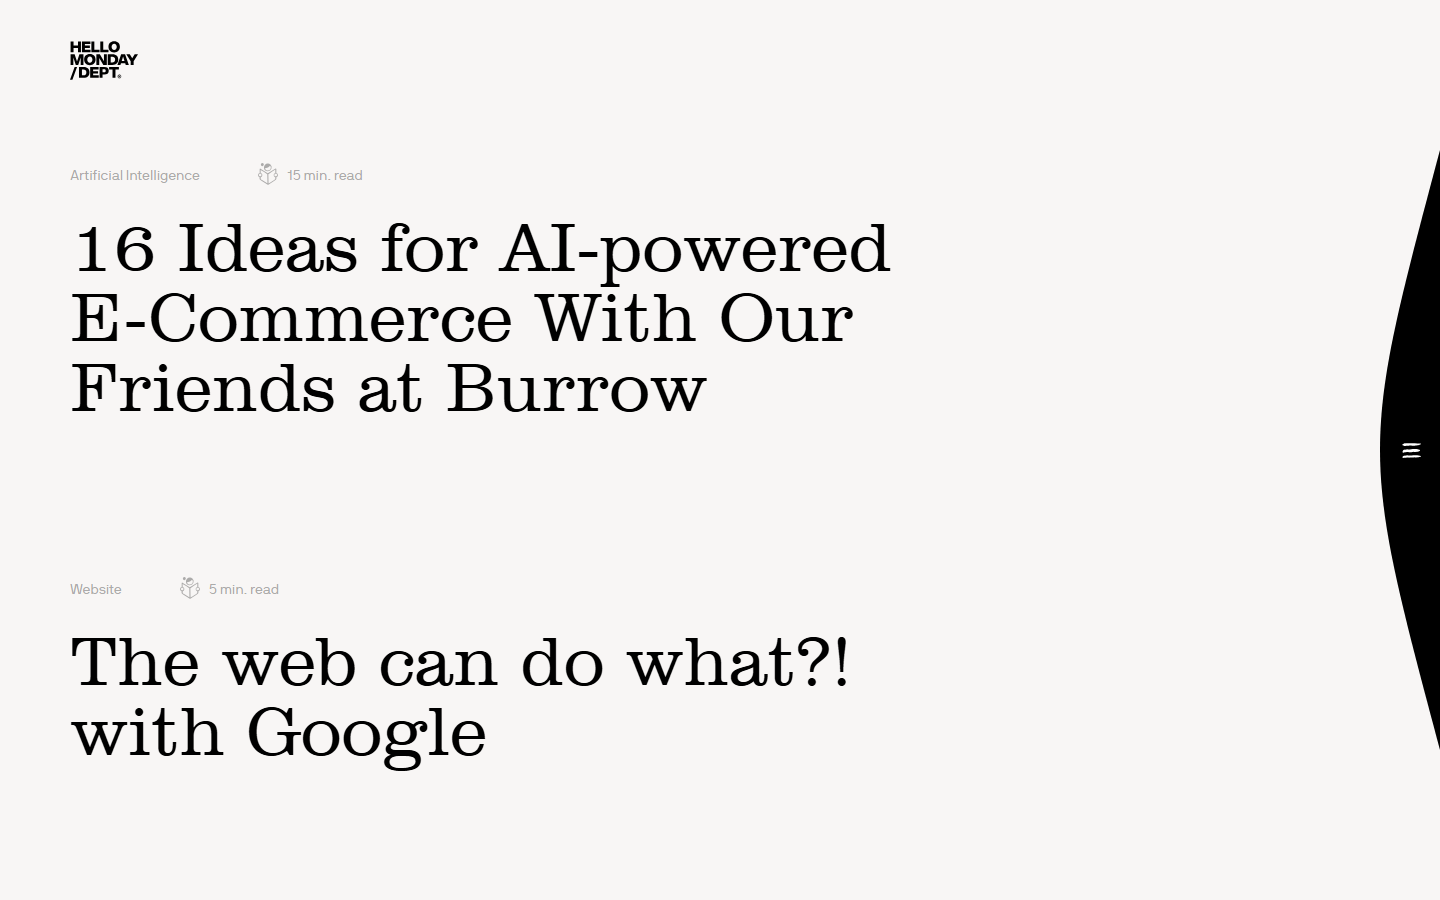 HELLO
MONDAY
/DEPT.®
Artificial Intelligence
15 min. read
16 Ideas for AI-powered
E-Commerce With Our
Friends at Burrow
Website
5 min. read
The web can do what?!
with Google